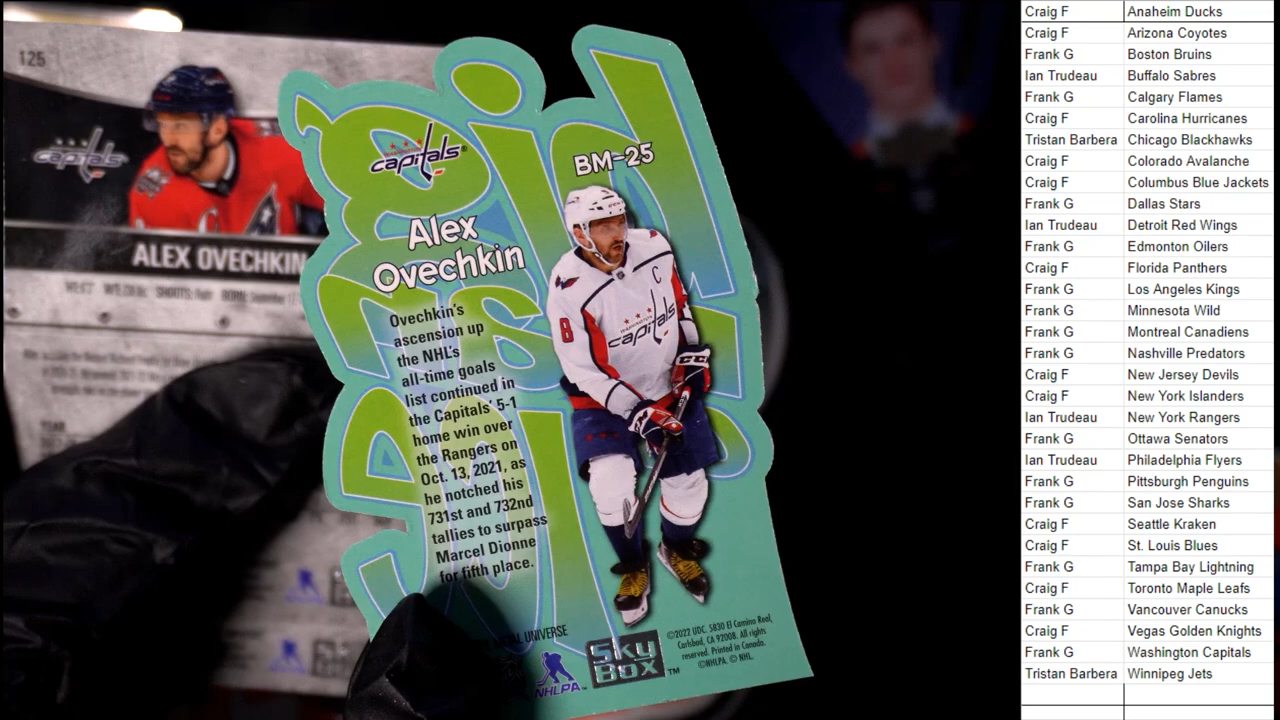 125
capitals
ALEX OVECHKIN
WASHINGTON
capitals
BM-25
Alex
Ovechkin
C
8
capitals
CCM
Ovechkin's
ascension up
the NHL's
all-time goals
list continued in
the Capitals' 5-1
home win over
the Rangers on
Oct. 13, 2021, as
he notched his
731st and 732nd
tallies to surpass
Marcel Dionne
for fifth place.
UNIVERSE
NHLPA
SkyBox™
©2022 UDC. 5830 El Camino Real,
Carlsbad, CA 92008. All rights
reserved. Printed in Canada.
©NHLPA. © NHL.
Craig F Anaheim Ducks
Craig F Arizona Coyotes
Frank G Boston Bruins
Ian Trudeau Buffalo Sabres
Frank G Calgary Flames
Craig F Carolina Hurricanes
Tristan Barbera Chicago Blackhawks
Craig F Colorado Avalanche
Craig F Columbus Blue Jackets
Frank G Dallas Stars
Ian Trudeau Detroit Red Wings
Frank G Edmonton Oilers
Craig F Florida Panthers
Frank G Los Angeles Kings
Frank G Minnesota Wild
Frank G Montreal Canadiens
Frank G Nashville Predators
Craig F New Jersey Devils
Craig F New York Islanders
Ian Trudeau New York Rangers
Frank G Ottawa Senators
Ian Trudeau Philadelphia Flyers
Frank G Pittsburgh Penguins
Frank G San Jose Sharks
Craig F Seattle Kraken
Craig F St. Louis Blues
Frank G Tampa Bay Lightning
Craig F Toronto Maple Leafs
Frank G Vancouver Canucks
Craig F Vegas Golden Knights
Frank G Washington Capitals
Tristan Barbera Winnipeg Jets